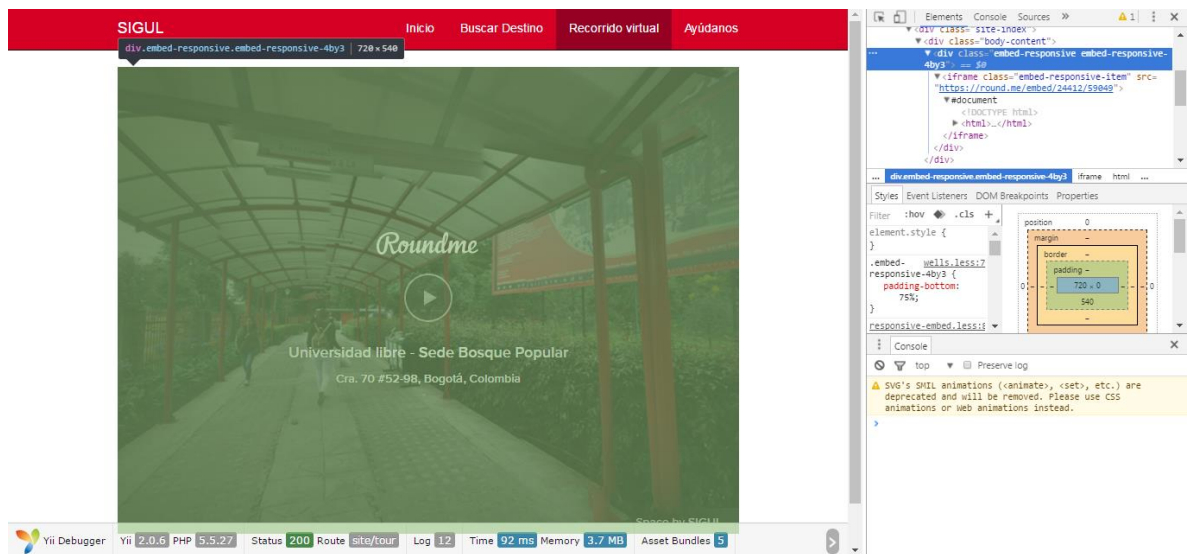 SIGUL
Inicio
Buscar Destino
Recorrido virtual
Ayúdanos
div.embed-responsive.embed-responsive-4by3 | 720×540
Roundme
Universidad libre - Sede Bosque Popular
Cra. 70 #52-98, Bogotá, Colombia
Space by SIGUL
Yii Debugger Yii 2.0.6 PHP 5.5.27 Status 200 Route site/tour Log 12 Time 92 ms Memory 3.7 MB Asset Bundles 5
Elements Console Sources » 1
<div class="site-index">
▼<div class="body-content">
… ▼<div class="embed-responsive embed-responsive-
4by3"> == $0
▼<iframe class="embed-responsive-item" src=
"https://round.me/embed/24412/59049">
▼#document
<!DOCTYPE html>
▶<html>…</html>
</iframe>
</div>
</div>
... div.embed-responsive.embed-responsive-4by3 iframe html ...
Styles Event Listeners DOM Breakpoints Properties
Filter :hov .cls +
element.style {
}
.embed- wells.less:7
responsive-4by3 {
padding-bottom:
75%;
}
responsive-embed.less:8
position 0
margin -
border -
padding -
0 - - - 720 × 0 - - - 0
540
-
-
Console
top ▼ Preserve log
SVG's SMIL animations (<animate>, <set>, etc.) are
deprecated and will be removed. Please use CSS
animations or Web animations instead.
>